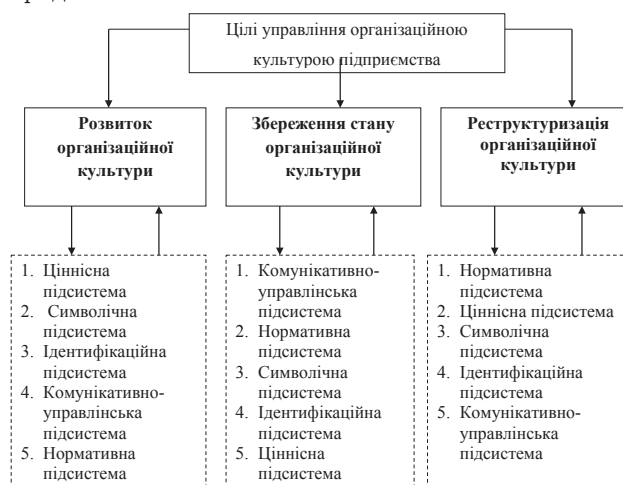 Цілі управління організаційною
культурою підприємства
Розвиток
організаційної
культури
Збереження стану
організаційної
культури
Реструктуризація
організаційної
культури
1. Ціннісна
підсистема
2. Символічна
підсистема
3. Ідентифікаційна
підсистема
4. Комунікативно-
управлінська
підсистема
5. Нормативна
підсистема
1. Комунікативно-
управлінська
підсистема
2. Нормативна
підсистема
3. Символічна
підсистема
4. Ідентифікаційна
підсистема
5. Ціннісна
підсистема
1. Нормативна
підсистема
2. Ціннісна підсистема
3. Символічна
підсистема
4. Ідентифікаційна
підсистема
5. Комунікативно-
управлінська
підсистема